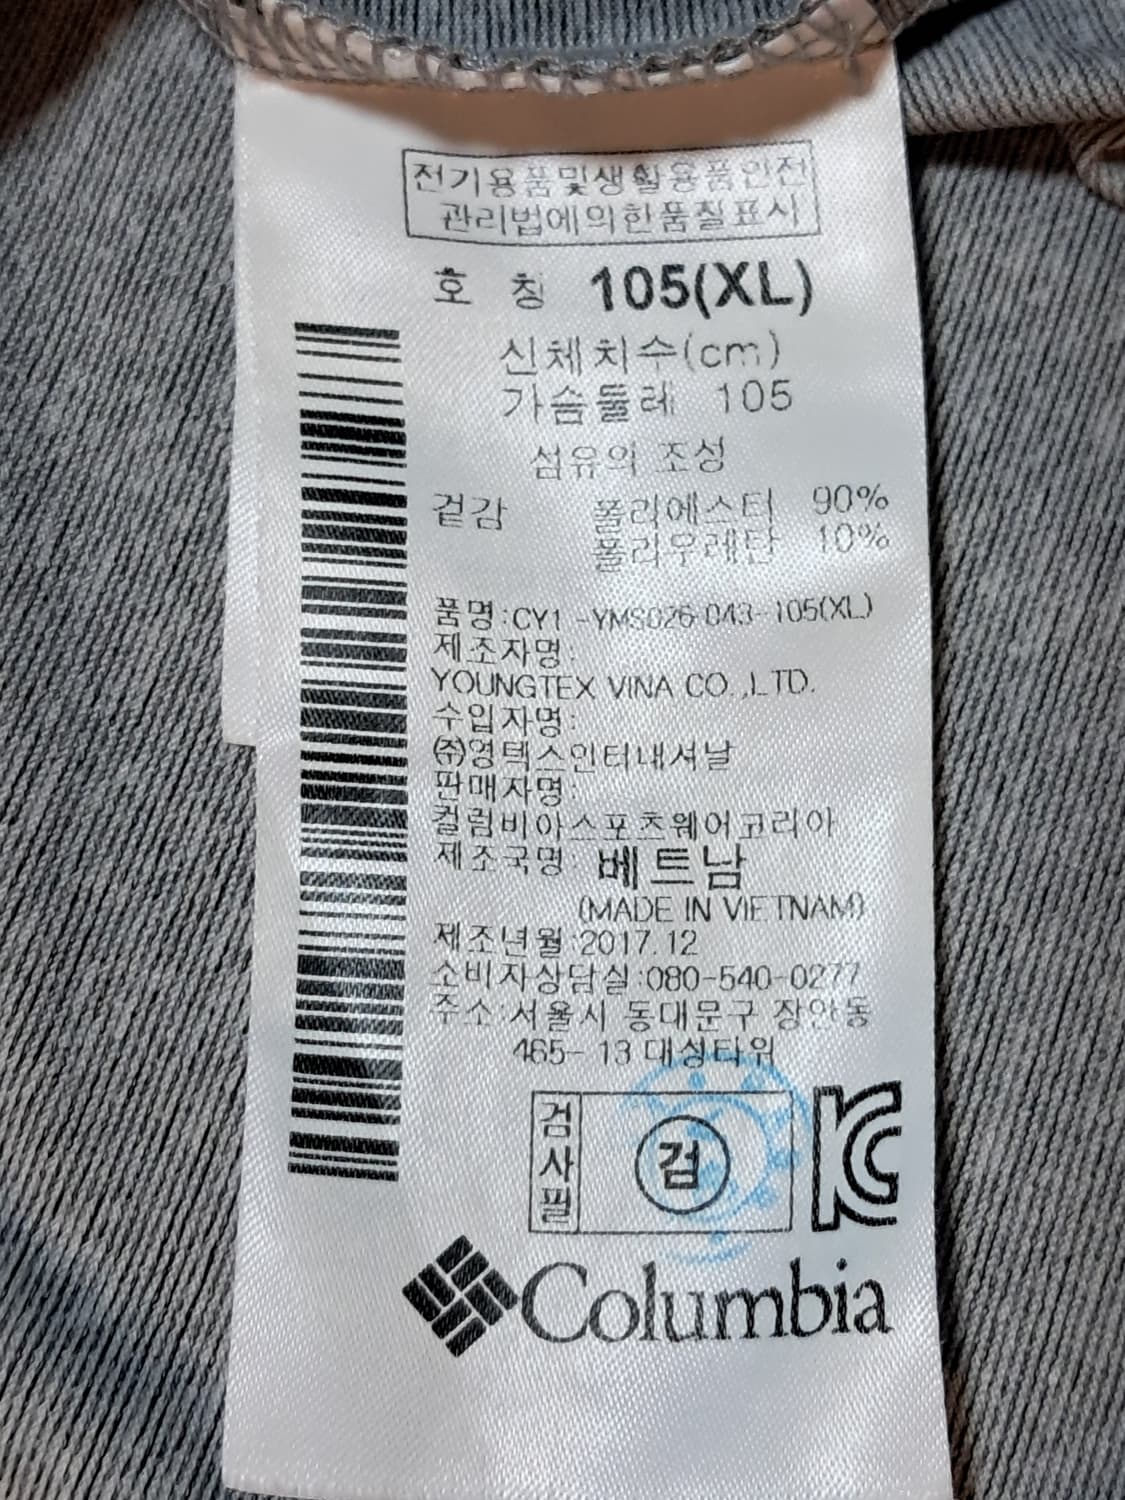 전기용품및생활용품안전
관리법에의한품질표시
호 칭 105(XL)
신체치수(cm)
가슴둘레 105
섬유의 조성
겉감 폴리에스터 90%
폴리우레탄 10%
품명:CY1 -YMS026-043-105(XL)
제조자명:
YOUNGTEX VINA CO.,LTD.
수입자명:
㈜영텍스인터내셔날
판매자명:
컬럼비아스포츠웨어코리아
제조국명: 베트남
(MADE IN VIETNAM)
제조년월:2017.12
소비자상담실:080-540-0277
주소:서울시 동대문구 장안동
465- 13 대성타워
검사필
검
KC
Columbia